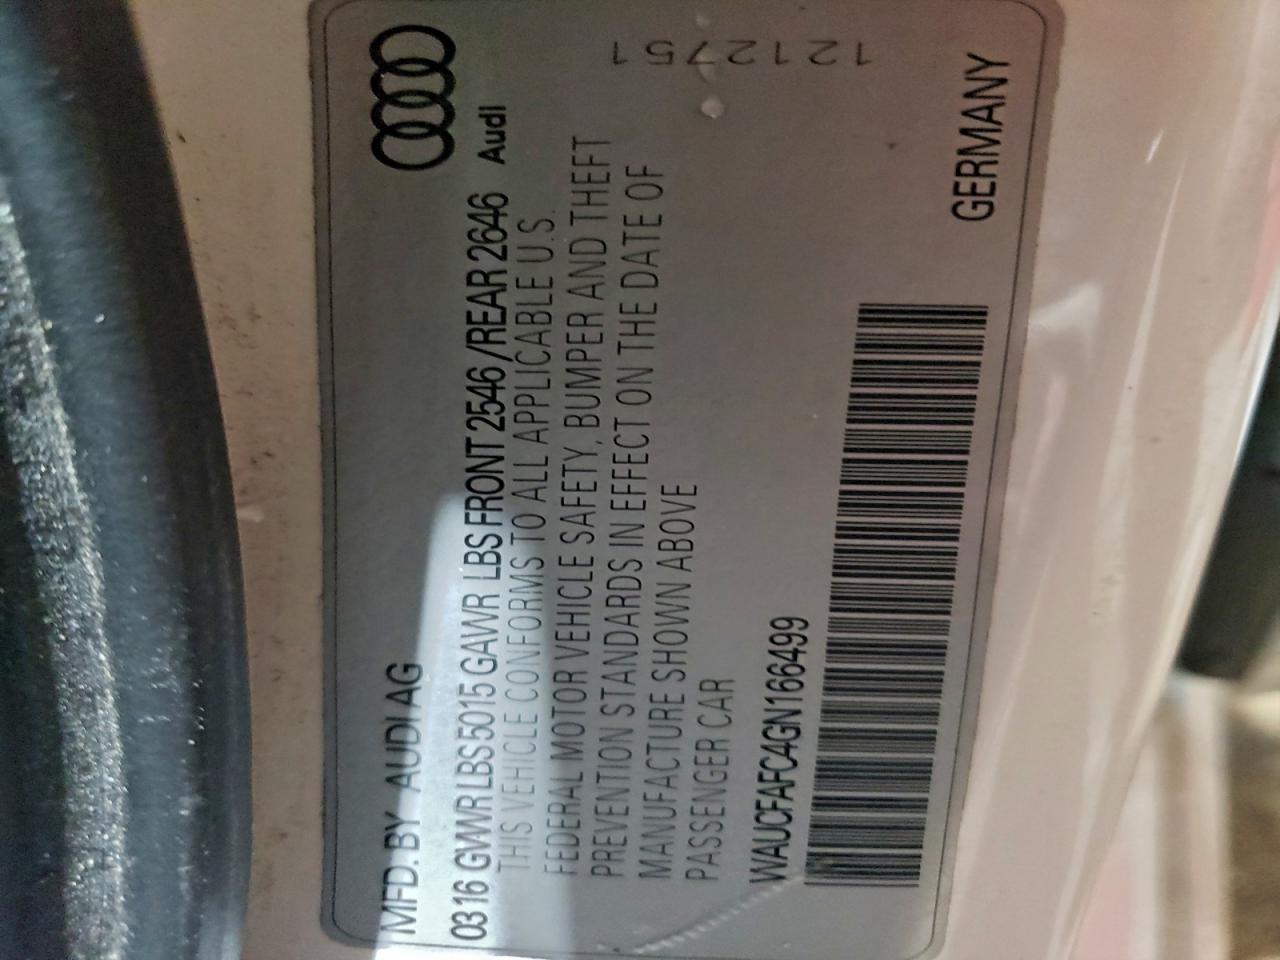 MFD. BY AUDI AG
0316 GWWR LBS 5015 GAWR LBS FRONT 2546 / REAR 2646 Audi
THIS VEHICLE CONFORMS TO ALL APPLICABLE U.S.
FEDERAL MOTOR VEHICLE SAFETY, BUMPER AND THEFT
PREVENTION STANDARDS IN EFFECT ON THE DATE OF
MANUFACTURE SHOWN ABOVE
PASSENGER CAR
WAUCFAFC4GN166499
GERMANY
1212751